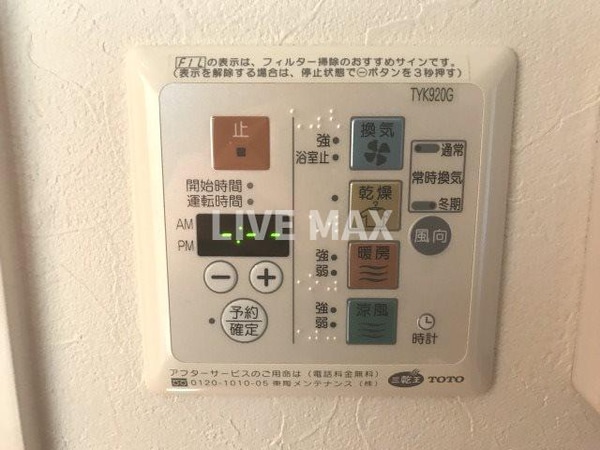 FILの表示は、フィルター掃除のおすすめサインです。
(表示を解除する場合は、停止状態で⊖ボタンを3秒押す)
TYK920G
止
強
浴室止
換気
通常
常時換気
冬期
乾燥
風向
開始時間
運転時間
AM
PM
LIVE MAX
強
弱
暖房
予約
確定
強
弱
涼風
時計
アフターサービスのご用命は(電話料金無料)
0120-1010-05 東陶メンテナンス(株)
三乾王 TOTO